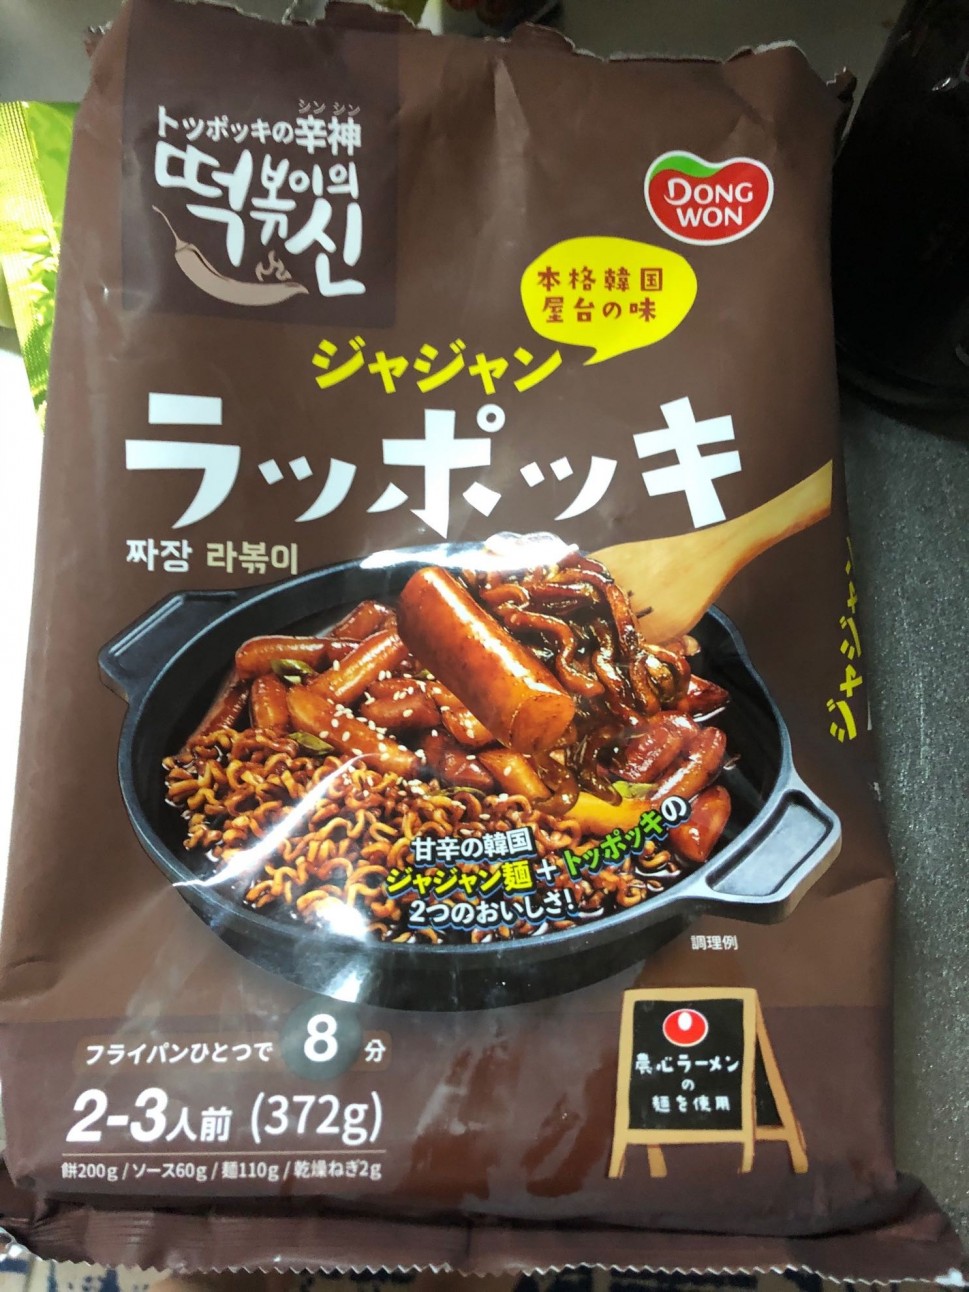 シン シン
トッポッキの辛神
떡볶이의
신
DONG
WON
本格韓国
屋台の味
ジャジャン
ラッポッキ
짜장 라볶이
ジャジャン
甘辛の韓国
ジャジャン麺+トッポッキの
2つのおいしさ!
調理例
フライパンひとつで 8 分
2-3人前 (372g)
餅200g / ソース60g / 麺110g / 乾燥ねぎ2g
農心ラーメン
の
麺を使用